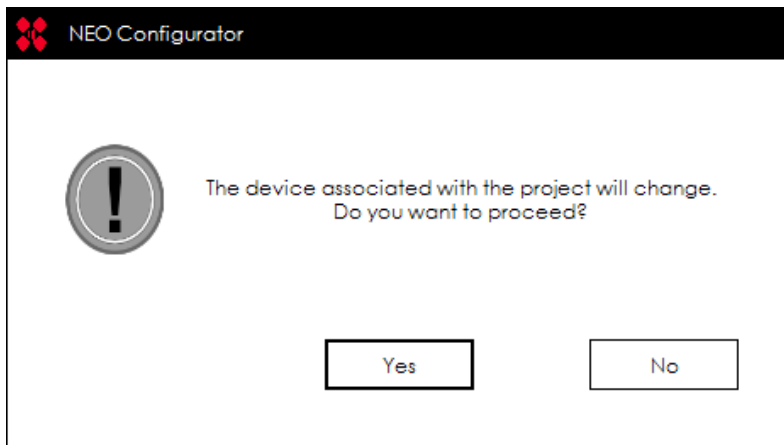 NEO Configurator
The device associated with the project will change.
Do you want to proceed?
Yes
No